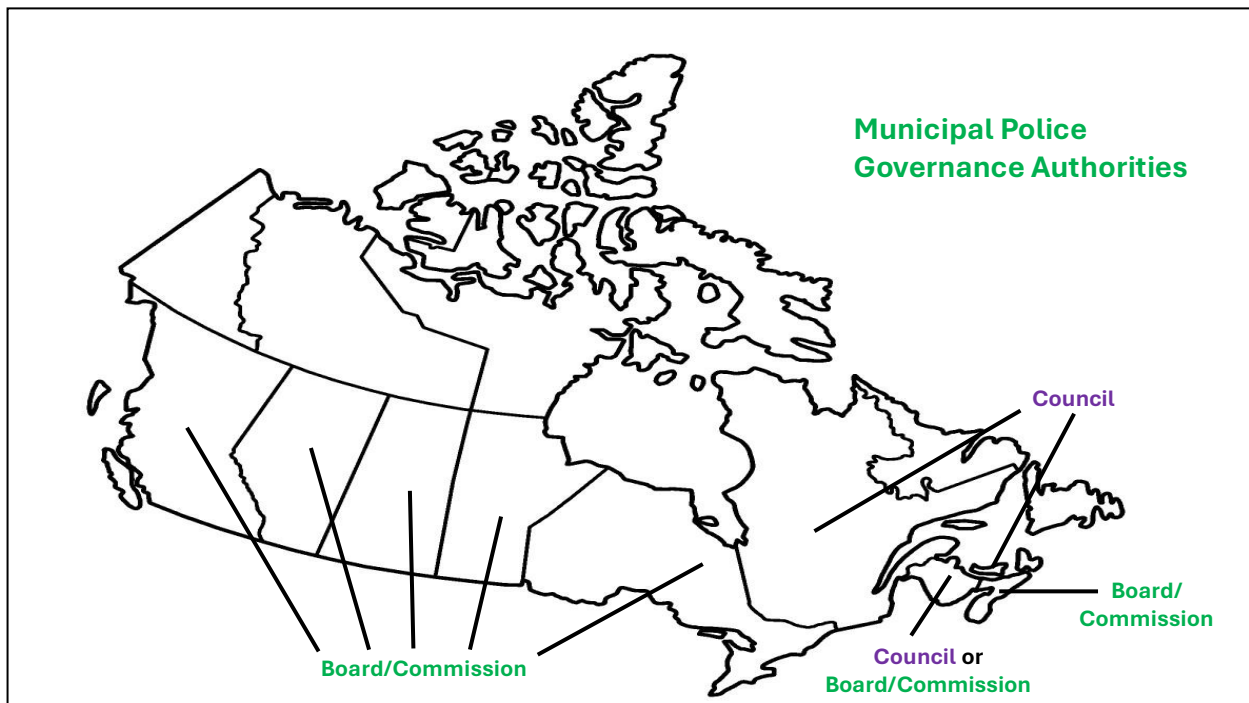 Municipal Police
Governance Authorities
Council
Board/
Commission
Board/Commission
Council or
Board/Commission